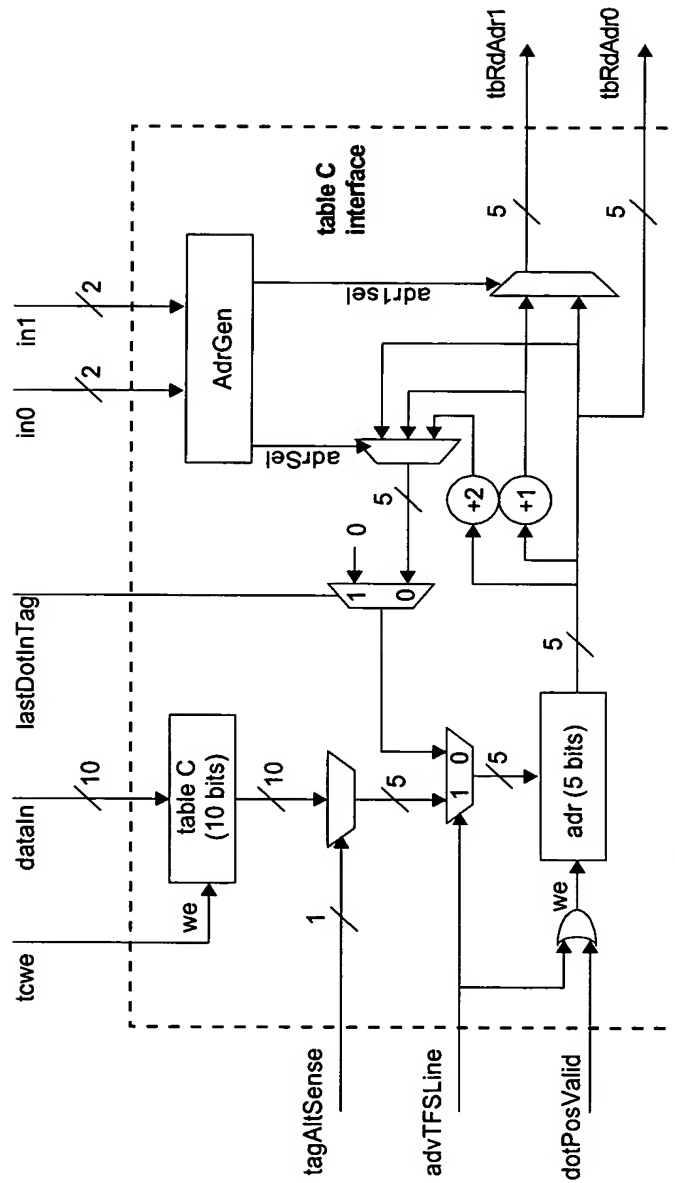 tcwe
dataIn
lastDotInTag
in0
in1
10
2
2
we
table C
(10 bits)
AdrGen
10
table C
interface
adrSel
adr1sel
tagAltSense
1
1
0
0
5
5
5
tbRdAdr1
advTFSLine
1 0
5
+2
+1
5
5
tbRdAdr0
we
adr (5 bits)
dotPosValid